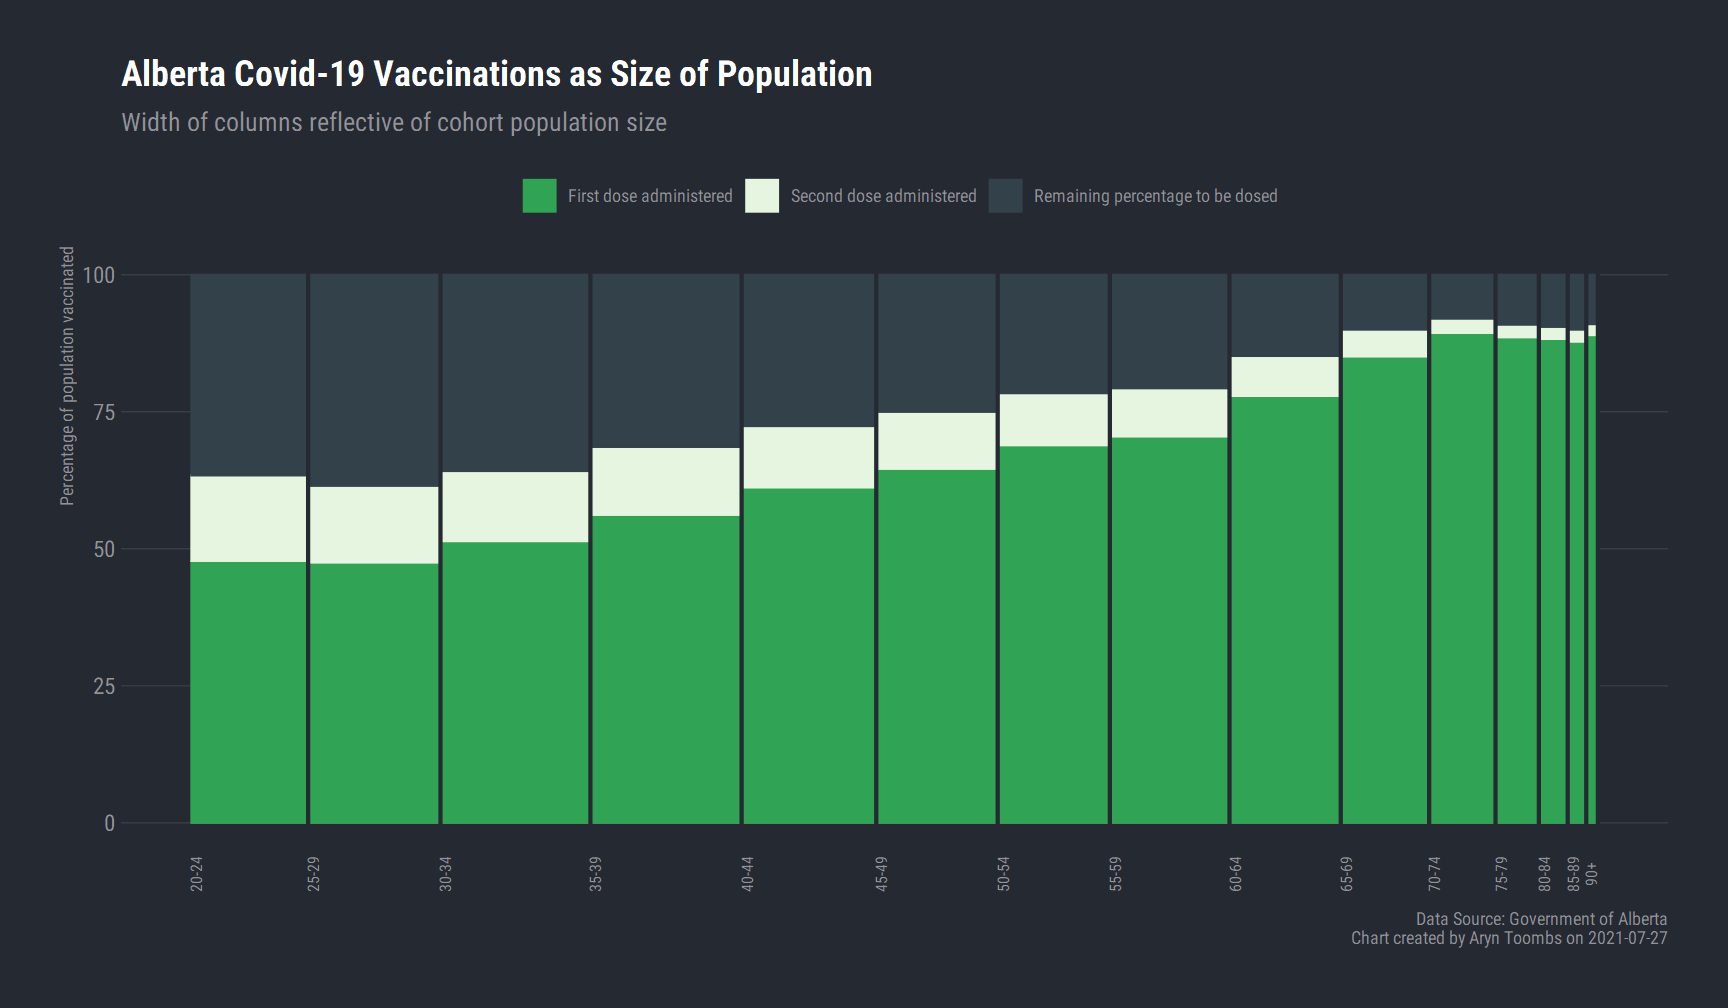 Alberta Covid-19 Vaccinations as Size of Population
Width of columns reflective of cohort population size
First dose administered
Second dose administered
Remaining percentage to be dosed
Percentage of population vaccinated
100
75
50
25
0
20-24
25-29
30-34
35-39
40-44
45-49
50-54
55-59
60-64
65-69
70-74
75-79
80-84
85-89
90+
Data Source: Government of Alberta
Chart created by Aryn Toombs on 2021-07-27